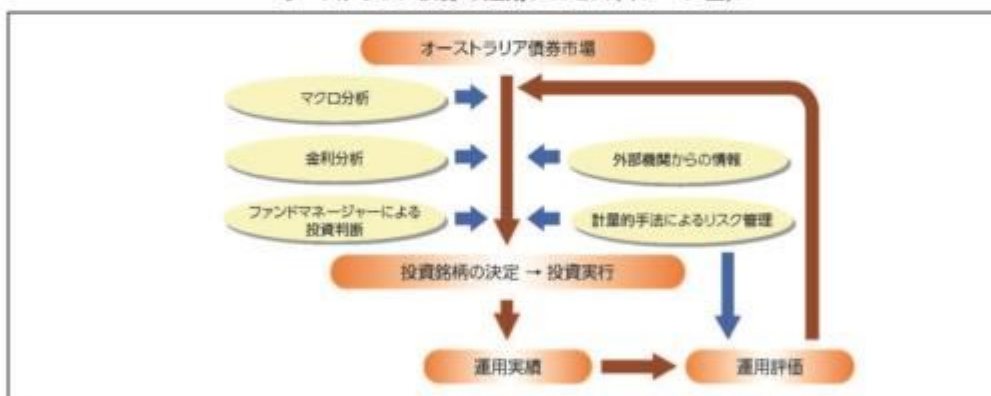 オーストラリア債券市場
マクロ分析
金利分析
外部機関からの情報
ファンドマネージャーによる
投資判断
計量的手法によるリスク管理
投資銘柄の決定 → 投資実行
運用実績
運用評価